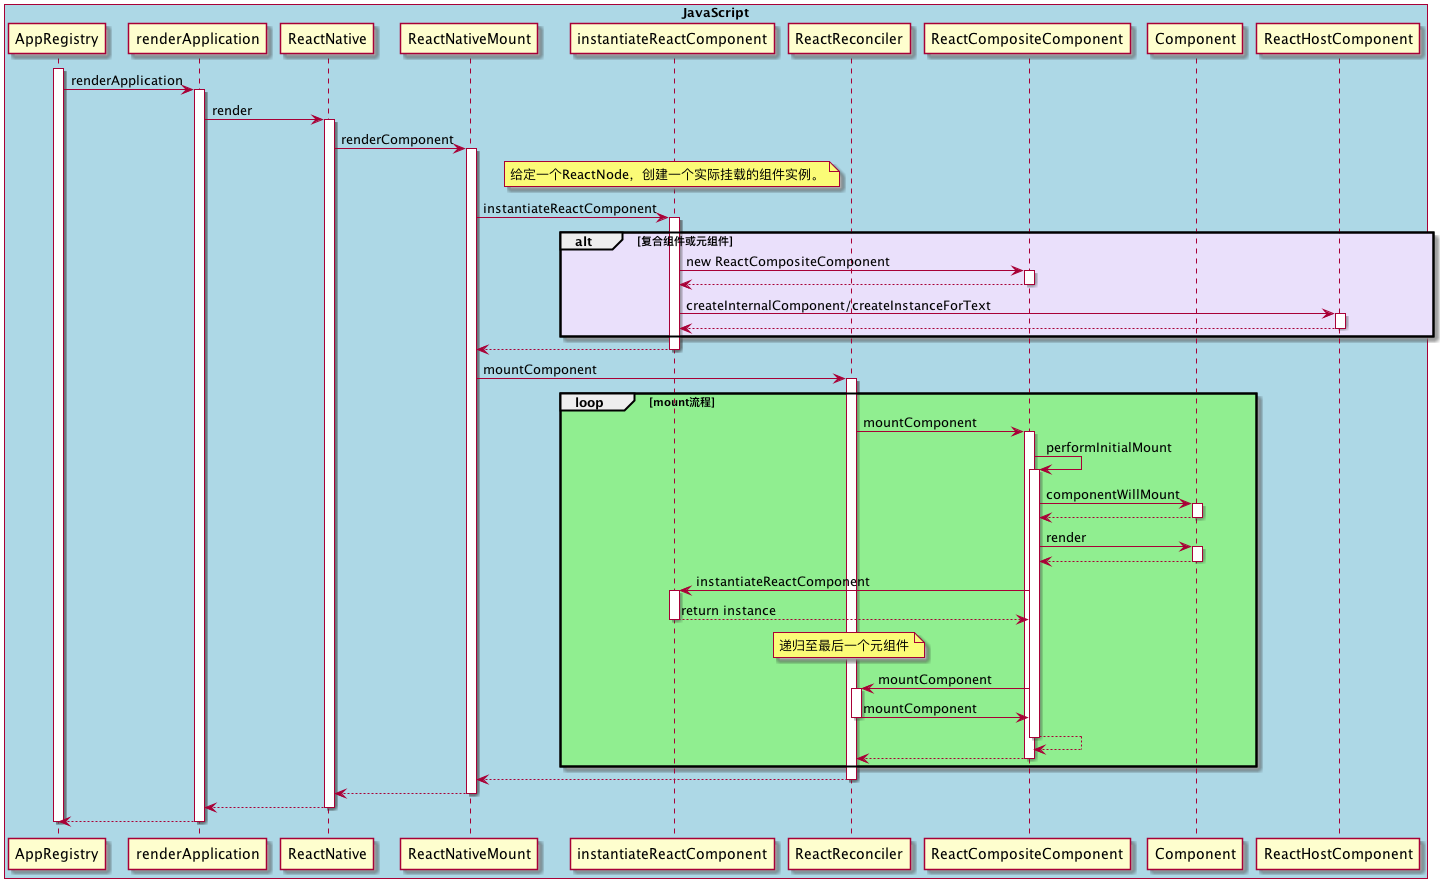 JavaScript
AppRegistry renderApplication ReactNative ReactNativeMount instantiateReactComponent ReactReconciler ReactCompositeComponent Component ReactHostComponent
renderApplication
render
renderComponent
给定一个ReactNode，创建一个实际挂载的组件实例。
instantiateReactComponent
alt [复合组件或元组件]
new ReactCompositeComponent
createInternalComponent/createInstanceForText
mountComponent
loop [mount流程]
mountComponent
performInitialMount
componentWillMount
render
instantiateReactComponent
return instance
递归至最后一个元组件
mountComponent
mountComponent
AppRegistry renderApplication ReactNative ReactNativeMount instantiateReactComponent ReactReconciler ReactCompositeComponent Component ReactHostComponent